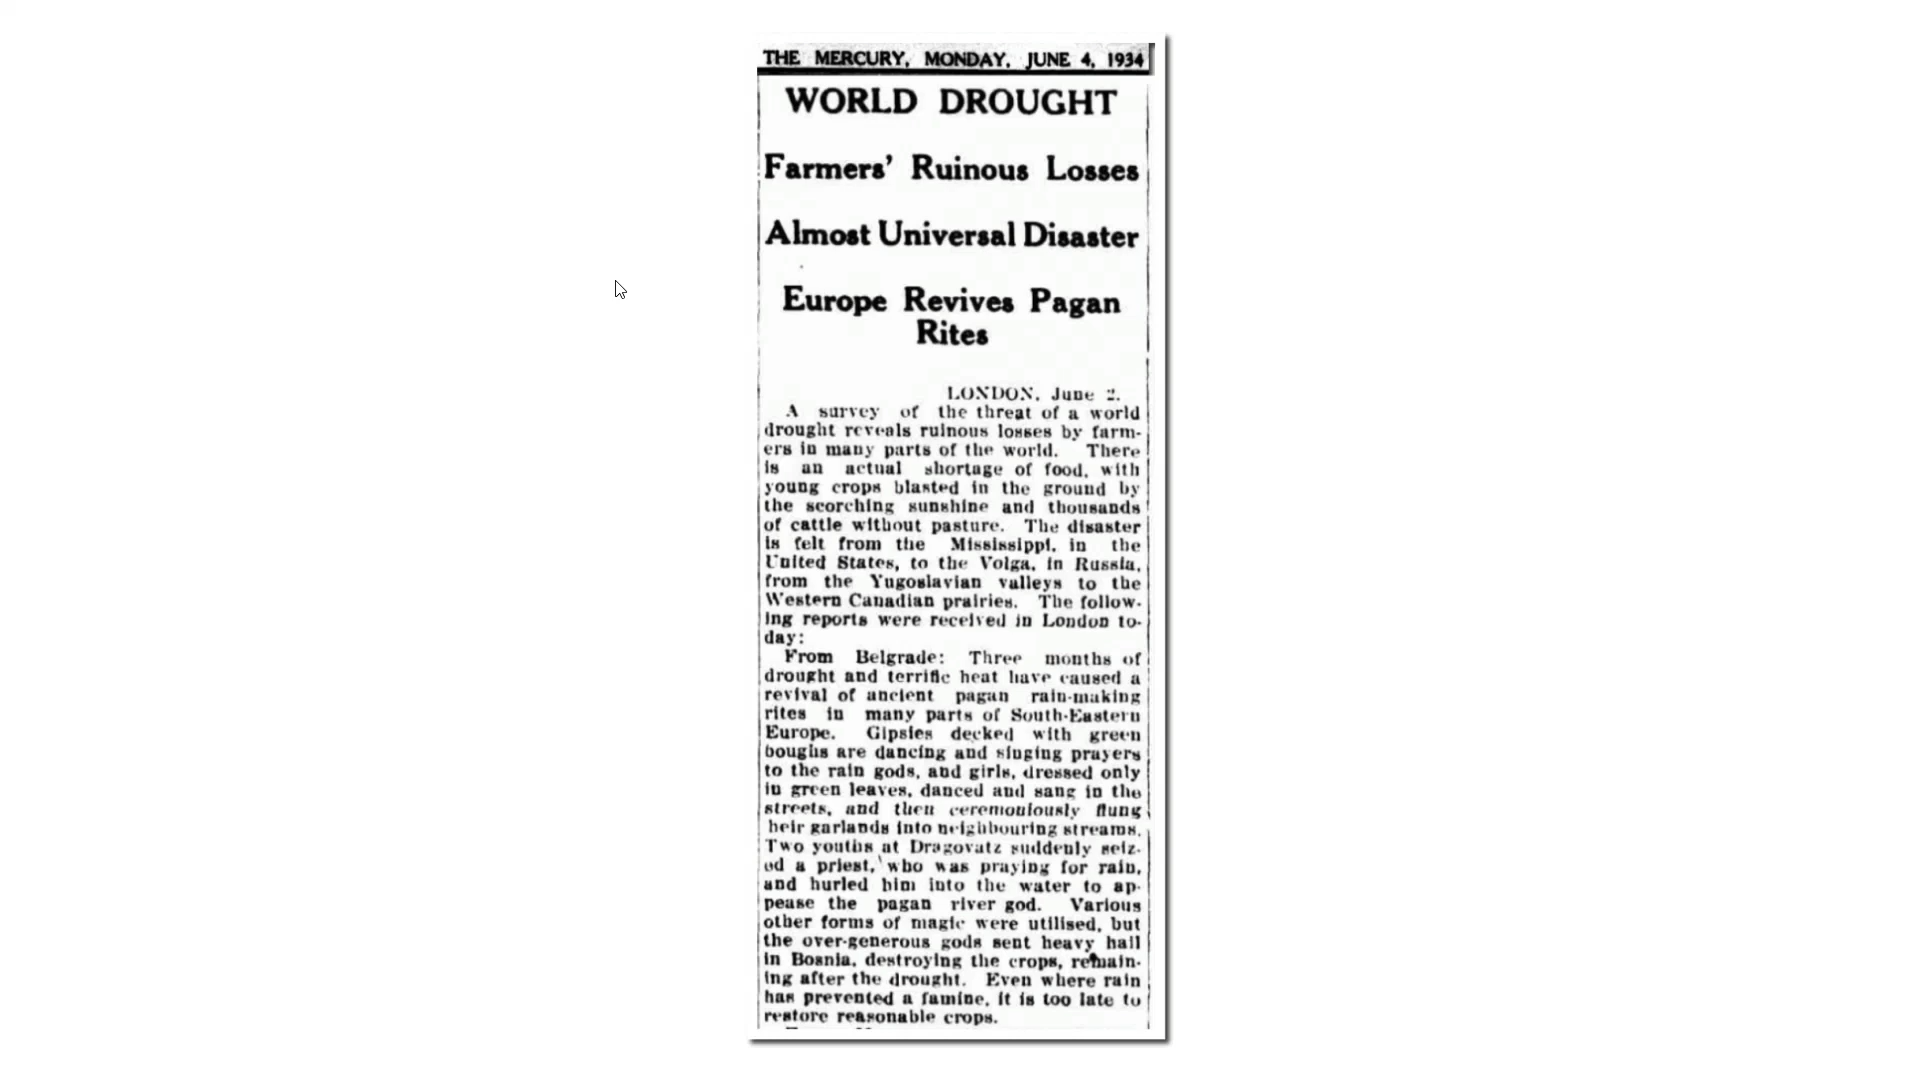 THE MERCURY, MONDAY, JUNE 4, 1934
WORLD DROUGHT
Farmers' Ruinous Losses
Almost Universal Disaster
Europe Revives Pagan
Rites
LONDON, June 2.
A survey of the threat of a world
drought reveals ruinous losses by farm-
ers in many parts of the world. There
is an actual shortage of food, with
young crops blasted in the ground by
the scorching sunshine and thousands
of cattle without pasture. The disaster
is felt from the Mississippi, in the
United States, to the Volga, in Russia,
from the Yugoslavian valleys to the
Western Canadian prairies. The follow-
ing reports were received in London to-
day:
From Belgrade: Three months of
drought and terrific heat have caused a
revival of ancient pagan rain-making
rites in many parts of South-Eastern
Europe. Gipsies decked with green
boughs are dancing and singing prayers
to the rain gods, and girls, dressed only
in green leaves, danced and sang in the
streets, and then ceremoniously flung
heir garlands into neighbouring streams.
Two youths at Dragovatz suddenly seiz-
ed a priest, who was praying for rain,
and hurled him into the water to ap-
pease the pagan river god. Various
other forms of magic were utilised, but
the over-generous gods sent heavy hail
in Bosnia, destroying the crops, remain-
ing after the drought. Even where rain
has prevented a famine, it is too late to
restore reasonable crops.